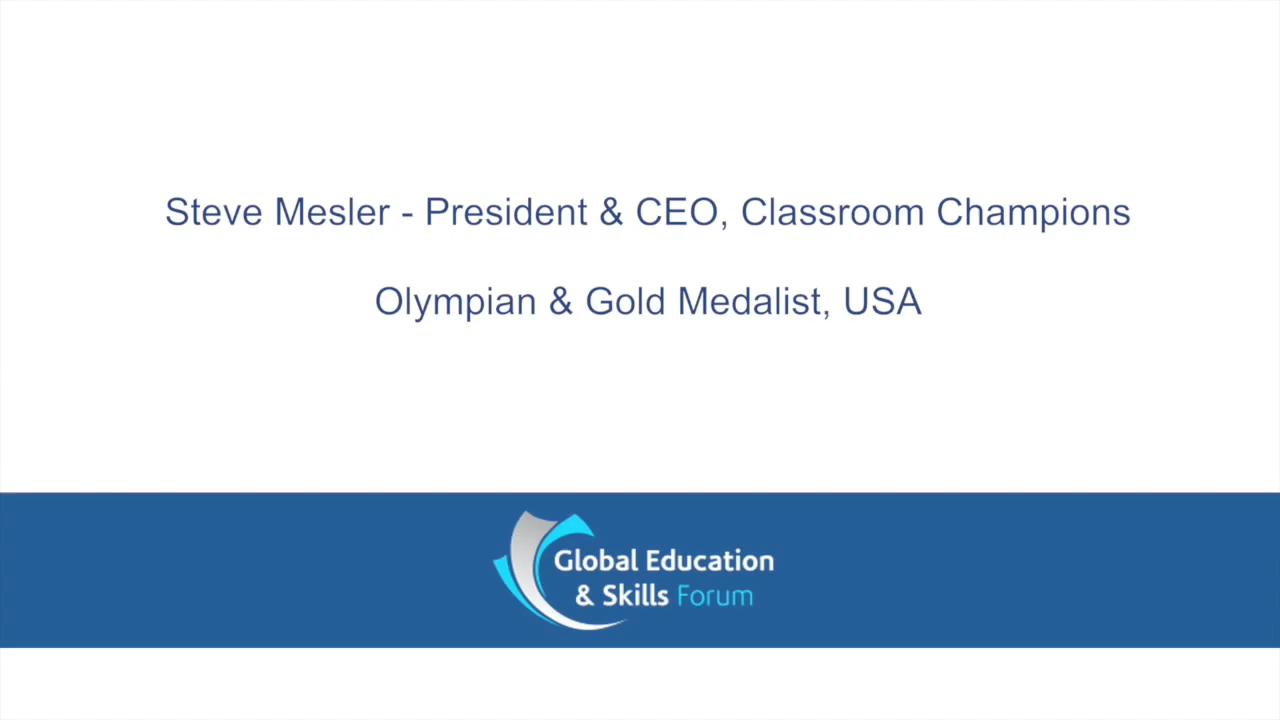 Steve Mesler - President & CEO, Classroom Champions
Olympian & Gold Medalist, USA
Global Education
& Skills Forum